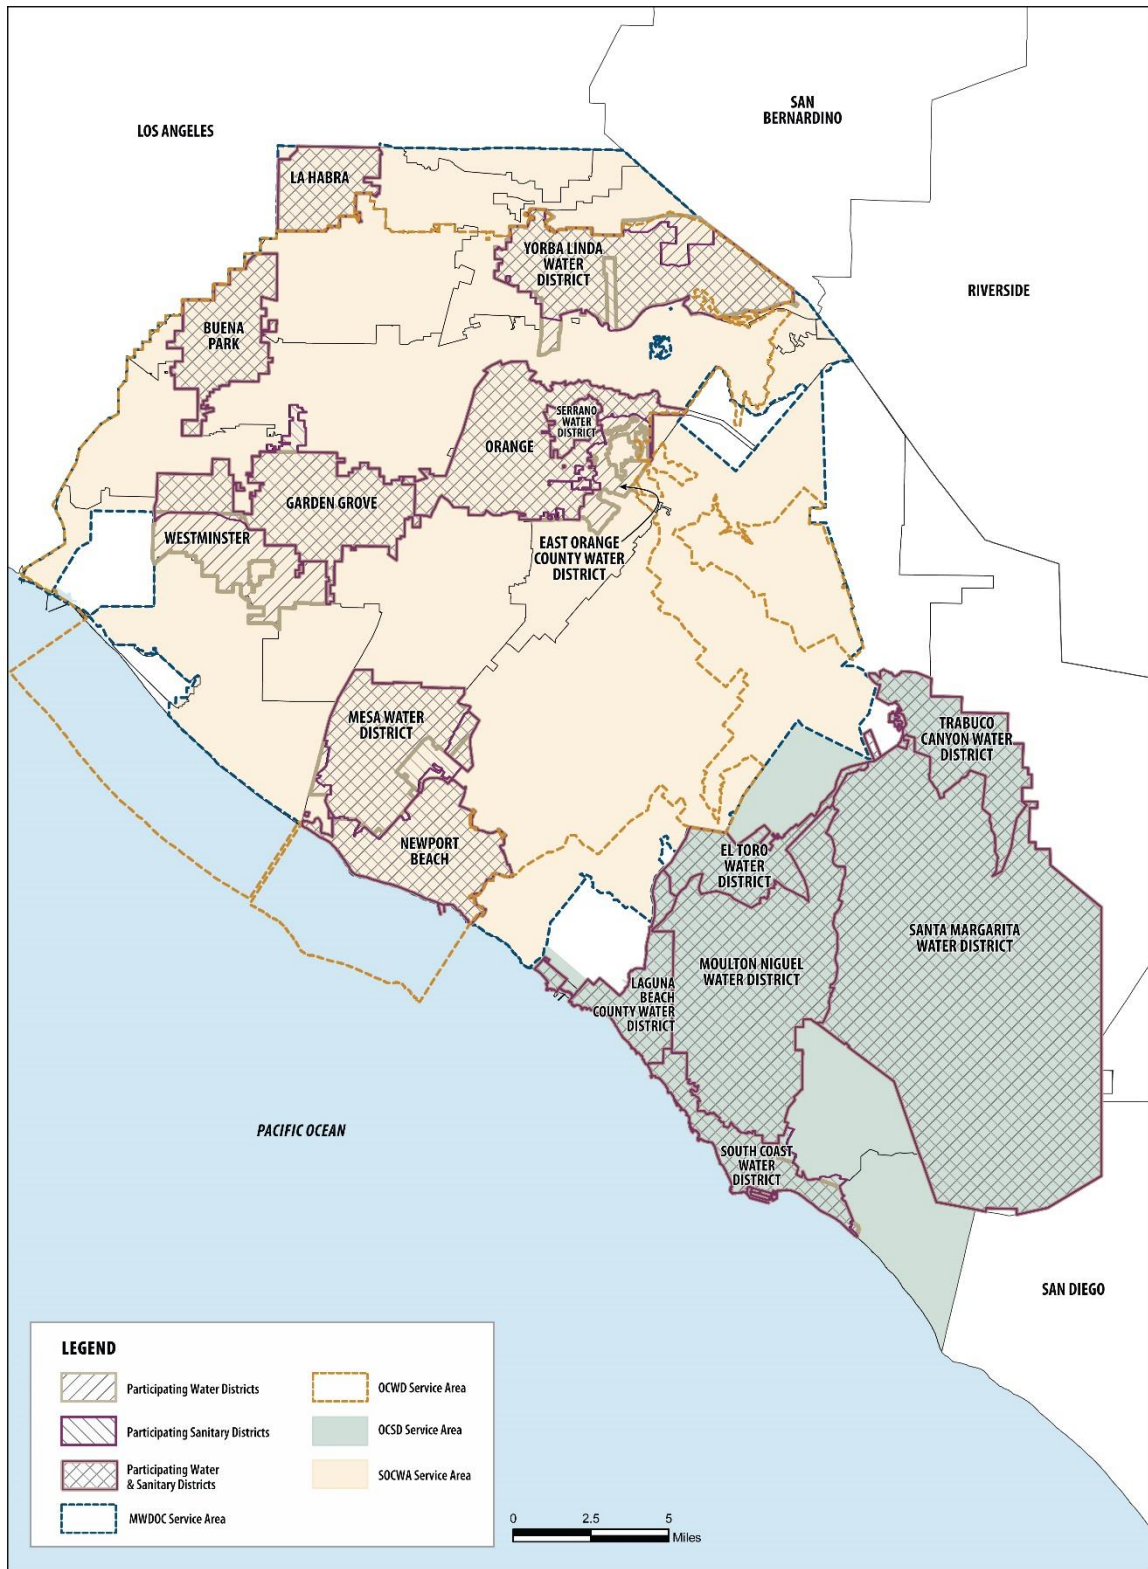 LOS ANGELES
SAN
BERNARDINO
RIVERSIDE
LA HABRA
YORBA LINDA
WATER
DISTRICT
BUENA
PARK
SERRANO
WATER
DISTRICT
ORANGE
GARDEN GROVE
WESTMINSTER
EAST ORANGE
COUNTY WATER
DISTRICT
MESA WATER
DISTRICT
NEWPORT
BEACH
TRABUCO
CANYON WATER
DISTRICT
EL TORO
WATER
DISTRICT
SANTA MARGARITA
WATER DISTRICT
MOULTON NIGUEL
WATER DISTRICT
LAGUNA
BEACH
COUNTY WATER
DISTRICT
PACIFIC OCEAN
SOUTH COAST
WATER
DISTRICT
SAN DIEGO
LEGEND
Participating Water Districts
Participating Sanitary Districts
Participating Water
& Sanitary Districts
MWDOC Service Area
OCWD Service Area
OCSD Service Area
SOCWA Service Area
0 2.5 5
Miles